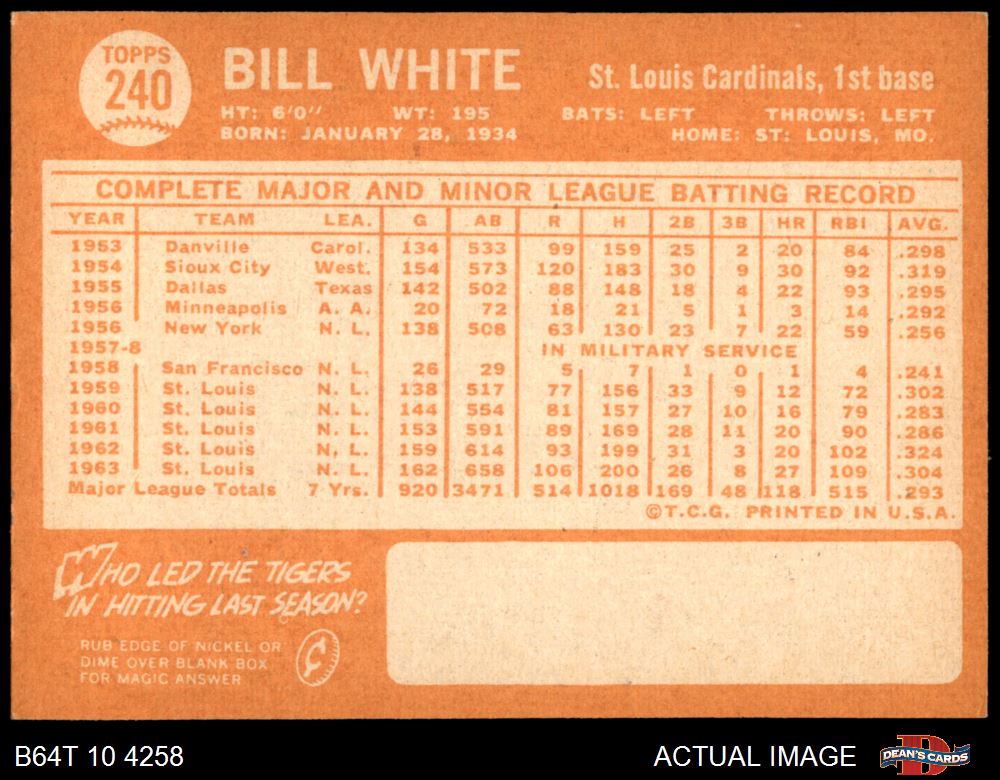 TOPPS
240
BILL WHITE
St. Louis Cardinals, 1st base
HT: 6'0" WT: 195 BATS: LEFT THROWS: LEFT
BORN: JANUARY 28, 1934 HOME: ST. LOUIS, MO.
COMPLETE MAJOR AND MINOR LEAGUE BATTING RECORD
YEAR TEAM LEA. G AB R H 2B 3B HR RBI AVG.
1953 Danville Carol. 134 533 99 159 25 2 20 84 .298
1954 Sioux City West. 154 573 120 183 30 9 30 92 .319
1955 Dallas Texas 142 502 88 148 18 4 22 93 .295
1956 Minneapolis A. A. 20 72 18 21 5 1 3 14 .292
1956 New York N. L. 138 508 63 130 23 7 22 59 .256
1957-8 IN MILITARY SERVICE
1958 San Francisco N. L. 26 29 5 7 1 0 1 4 .241
1959 St. Louis N. L. 138 517 77 156 33 9 12 72 .302
1960 St. Louis N. L. 144 554 81 157 27 10 16 79 .283
1961 St. Louis N. L. 153 591 89 169 28 11 20 90 .286
1962 St. Louis N. L. 159 614 93 199 31 3 20 102 .324
1963 St. Louis N. L. 162 658 106 200 26 8 27 109 .304
Major League Totals 7 Yrs. 920 3471 514 1018 169 48 118 515 .293
©T.C.G. PRINTED IN U.S.A.
WHO LED THE TIGERS
IN HITTING LAST SEASON?
RUB EDGE OF NICKEL OR
DIME OVER BLANK BOX
FOR MAGIC ANSWER
¢
B64T 10 4258
ACTUAL IMAGE
D
DEAN'S CARDS